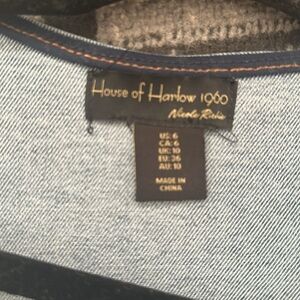 House of Harlow 1960
Nicole Richie
US: 6
CA: 6
UK: 10
EU: 36
AU: 10
MADE IN
CHINA